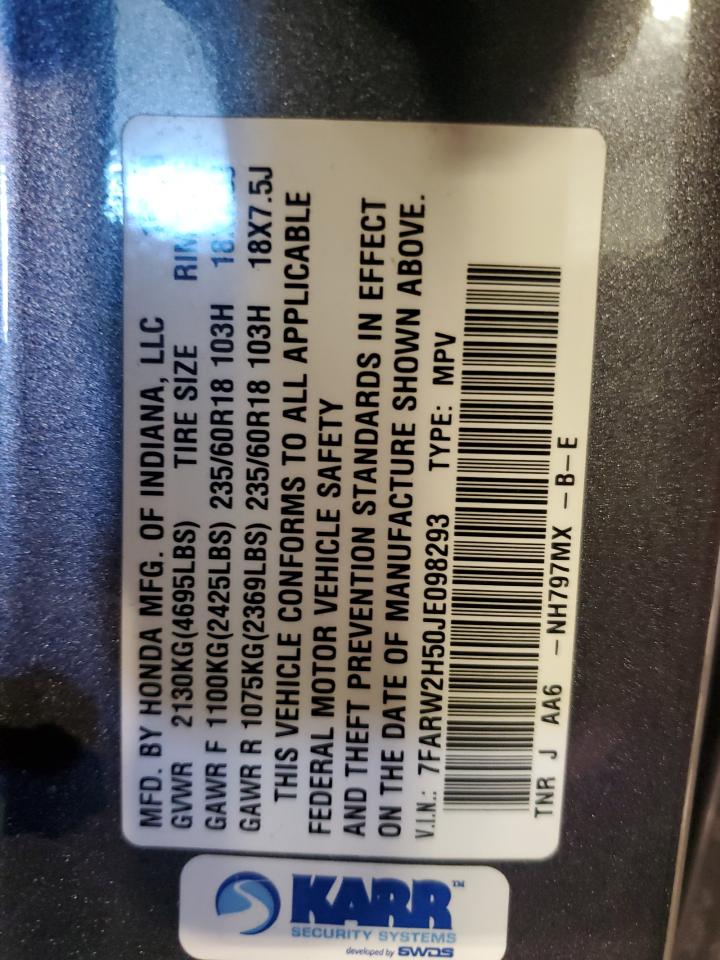 MFD. BY HONDA MFG. OF INDIANA, LLC
GVWR 2130KG(4695LBS) TIRE SIZE
GAWR F 1100KG(2425LBS) 235/60R18 103H
GAWR R 1075KG(2369LBS) 235/60R18 103H 18X7.5J
THIS VEHICLE CONFORMS TO ALL APPLICABLE
FEDERAL MOTOR VEHICLE SAFETY
AND THEFT PREVENTION STANDARDS IN EFFECT
ON THE DATE OF MANUFACTURE SHOWN ABOVE.
V.I.N.: 7FARW2H50JE098293 TYPE: MPV
TNR J AA6 -NH797MX -B-E
KARR™
SECURITY SYSTEMS
developed by SWDS